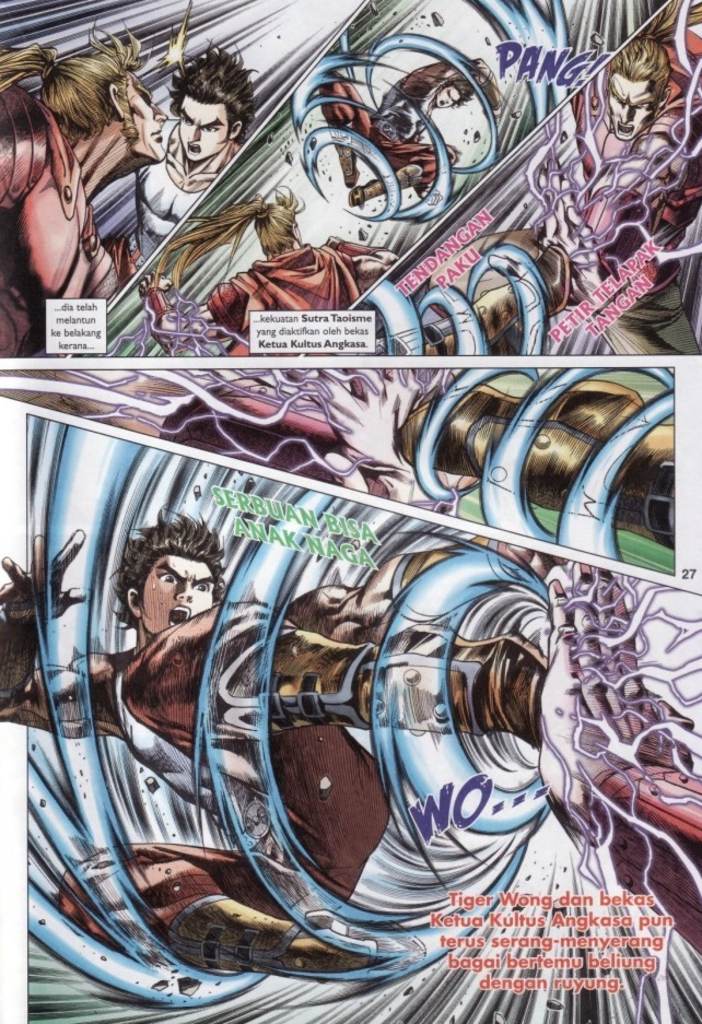 PANG!
...dia telah
melantun
ke belakang
kerana...
...kekuatan Sutra Taoisme
yang diaktifkan oleh bekas
Ketua Kultus Angkasa.
TENDANGAN
PAKU
PETIR TELAPAK
TANGAN
27
SERBUAN BISA
ANAK NAGA
WO---
Tiger Wong dan bekas
Ketua Kultus Angkasa pun
terus serang-menyerang
bagai bertemu beliung
dengan ruyung.